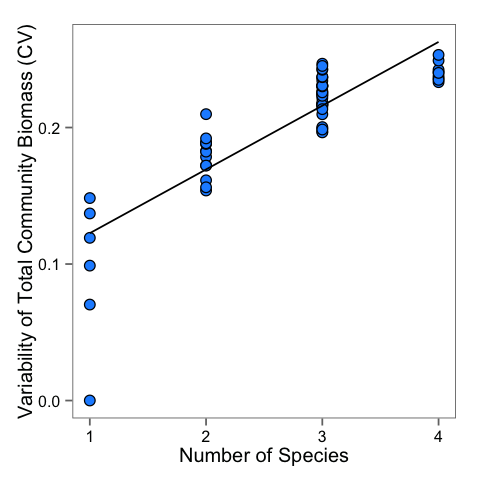 Variability of Total Community Biomass (CV)
0.2
0.1
0.0
1 2 3 4
Number of Species